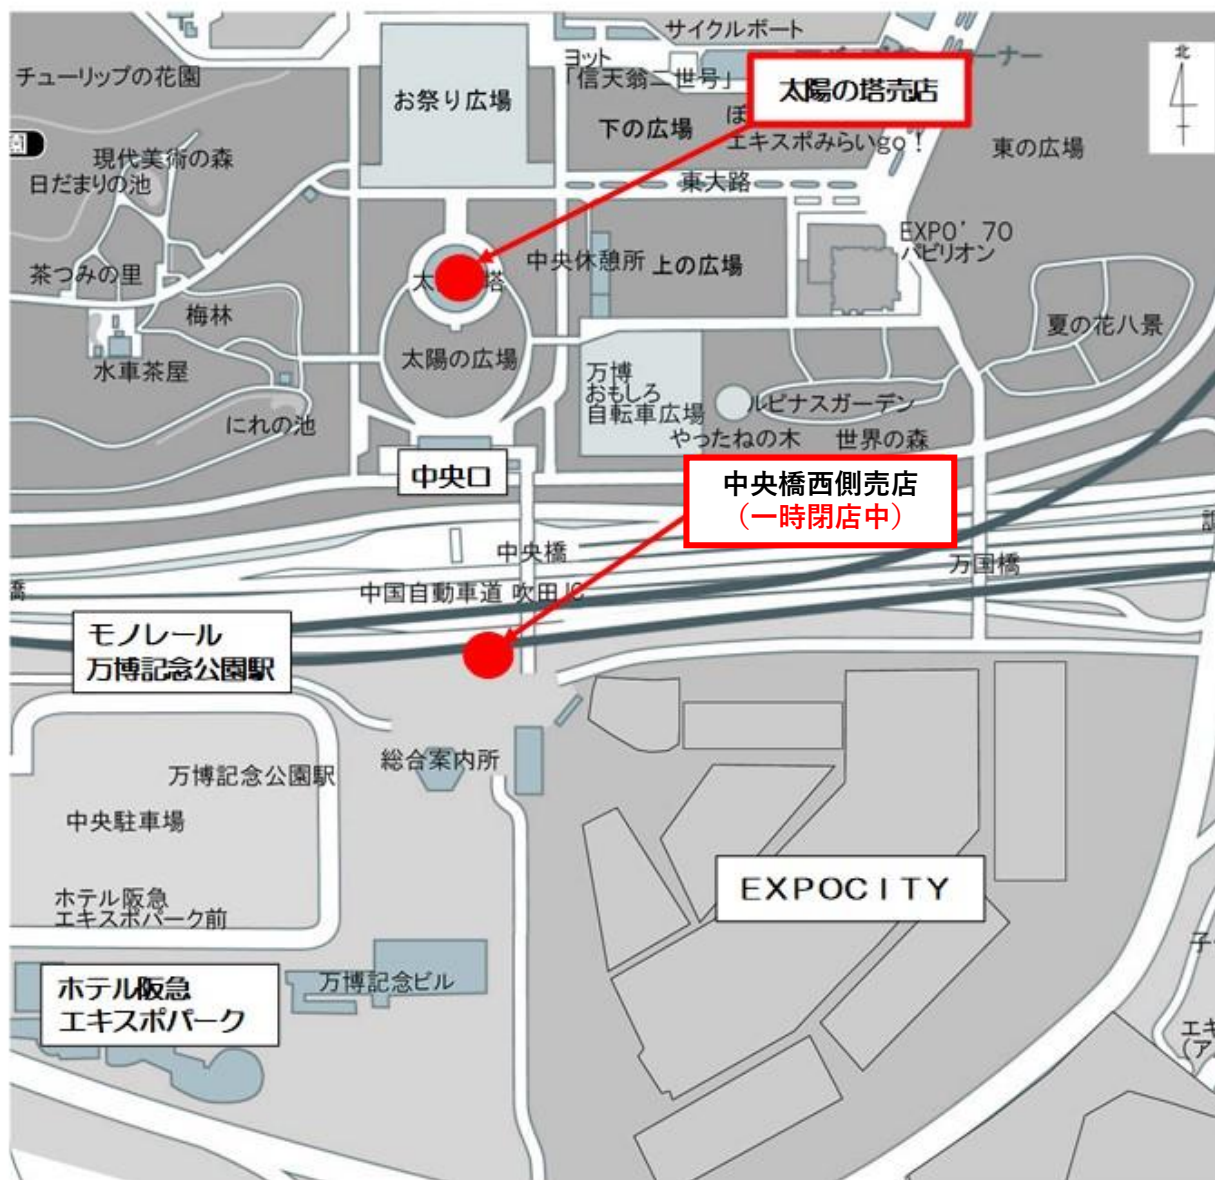 サイクルボート
ヨット
「信天翁二世号」
北
チューリップの花園
お祭り広場
太陽の塔売店
下の広場
エキスポみらいgo！
東の広場
園
現代美術の森
日だまりの池
東大路
EXPO’70
パビリオン
茶つみの里
中央休憩所
上の広場
梅林
夏の花八景
水車茶屋
太陽の広場
万博
おもしろ
自転車広場
ルピナスガーデン
にれの池
やったねの木
世界の森
中央口
中央橋西側売店
（一時閉店中）
中央橋
万国橋
橋
中国自動車道 吹田JC
モノレール
万博記念公園駅
総合案内所
万博記念公園駅
中央駐車場
EXPOCITY
ホテル阪急
エキスポパーク前
万博記念ビル
ホテル阪急
エキスポパーク